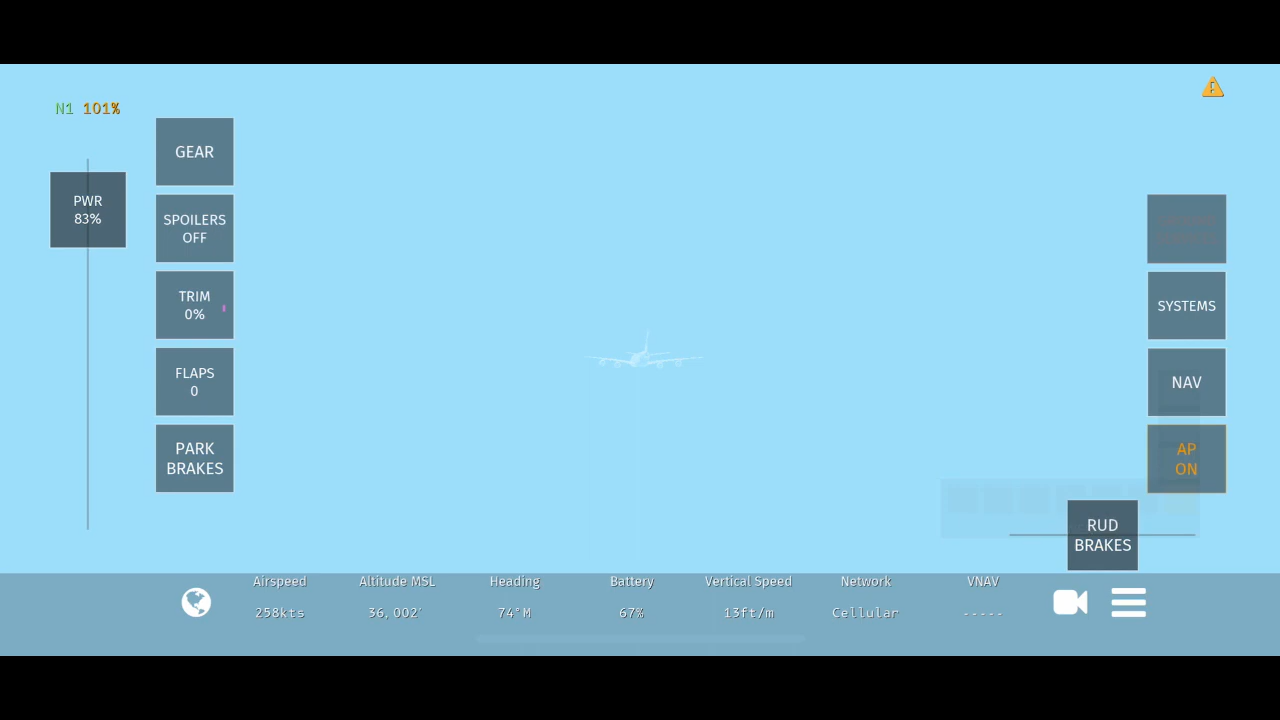 N1 101%
GEAR
PWR
83%
SPOILERS
OFF
TRIM
0%
SYSTEMS
FLAPS
0
NAV
PARK
BRAKES
AP
ON
RUD
BRAKES
Airspeed Altitude MSL Heading Battery Vertical Speed Network VNAV
258kts 36,002' 74°M 67% 13ft/m Cellular -----